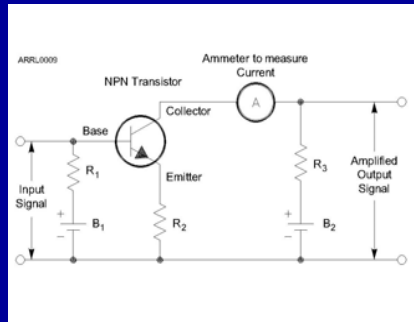 ARRL0009
Ammeter to measure
Current
NPN Transistor
A
Collector
Base
Emitter
R1
R3
Input
Signal
Amplified
Output
Signal
+
B1
−
R2
+
B2
−